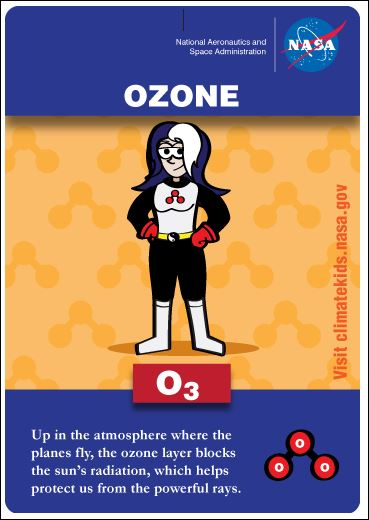 National Aeronautics and
Space Administration
NASA
OZONE
Visit climatekids.nasa.gov
O3
Up in the atmosphere where the
planes fly, the ozone layer blocks
the sun's radiation, which helps
protect us from the powerful rays.
O
O O